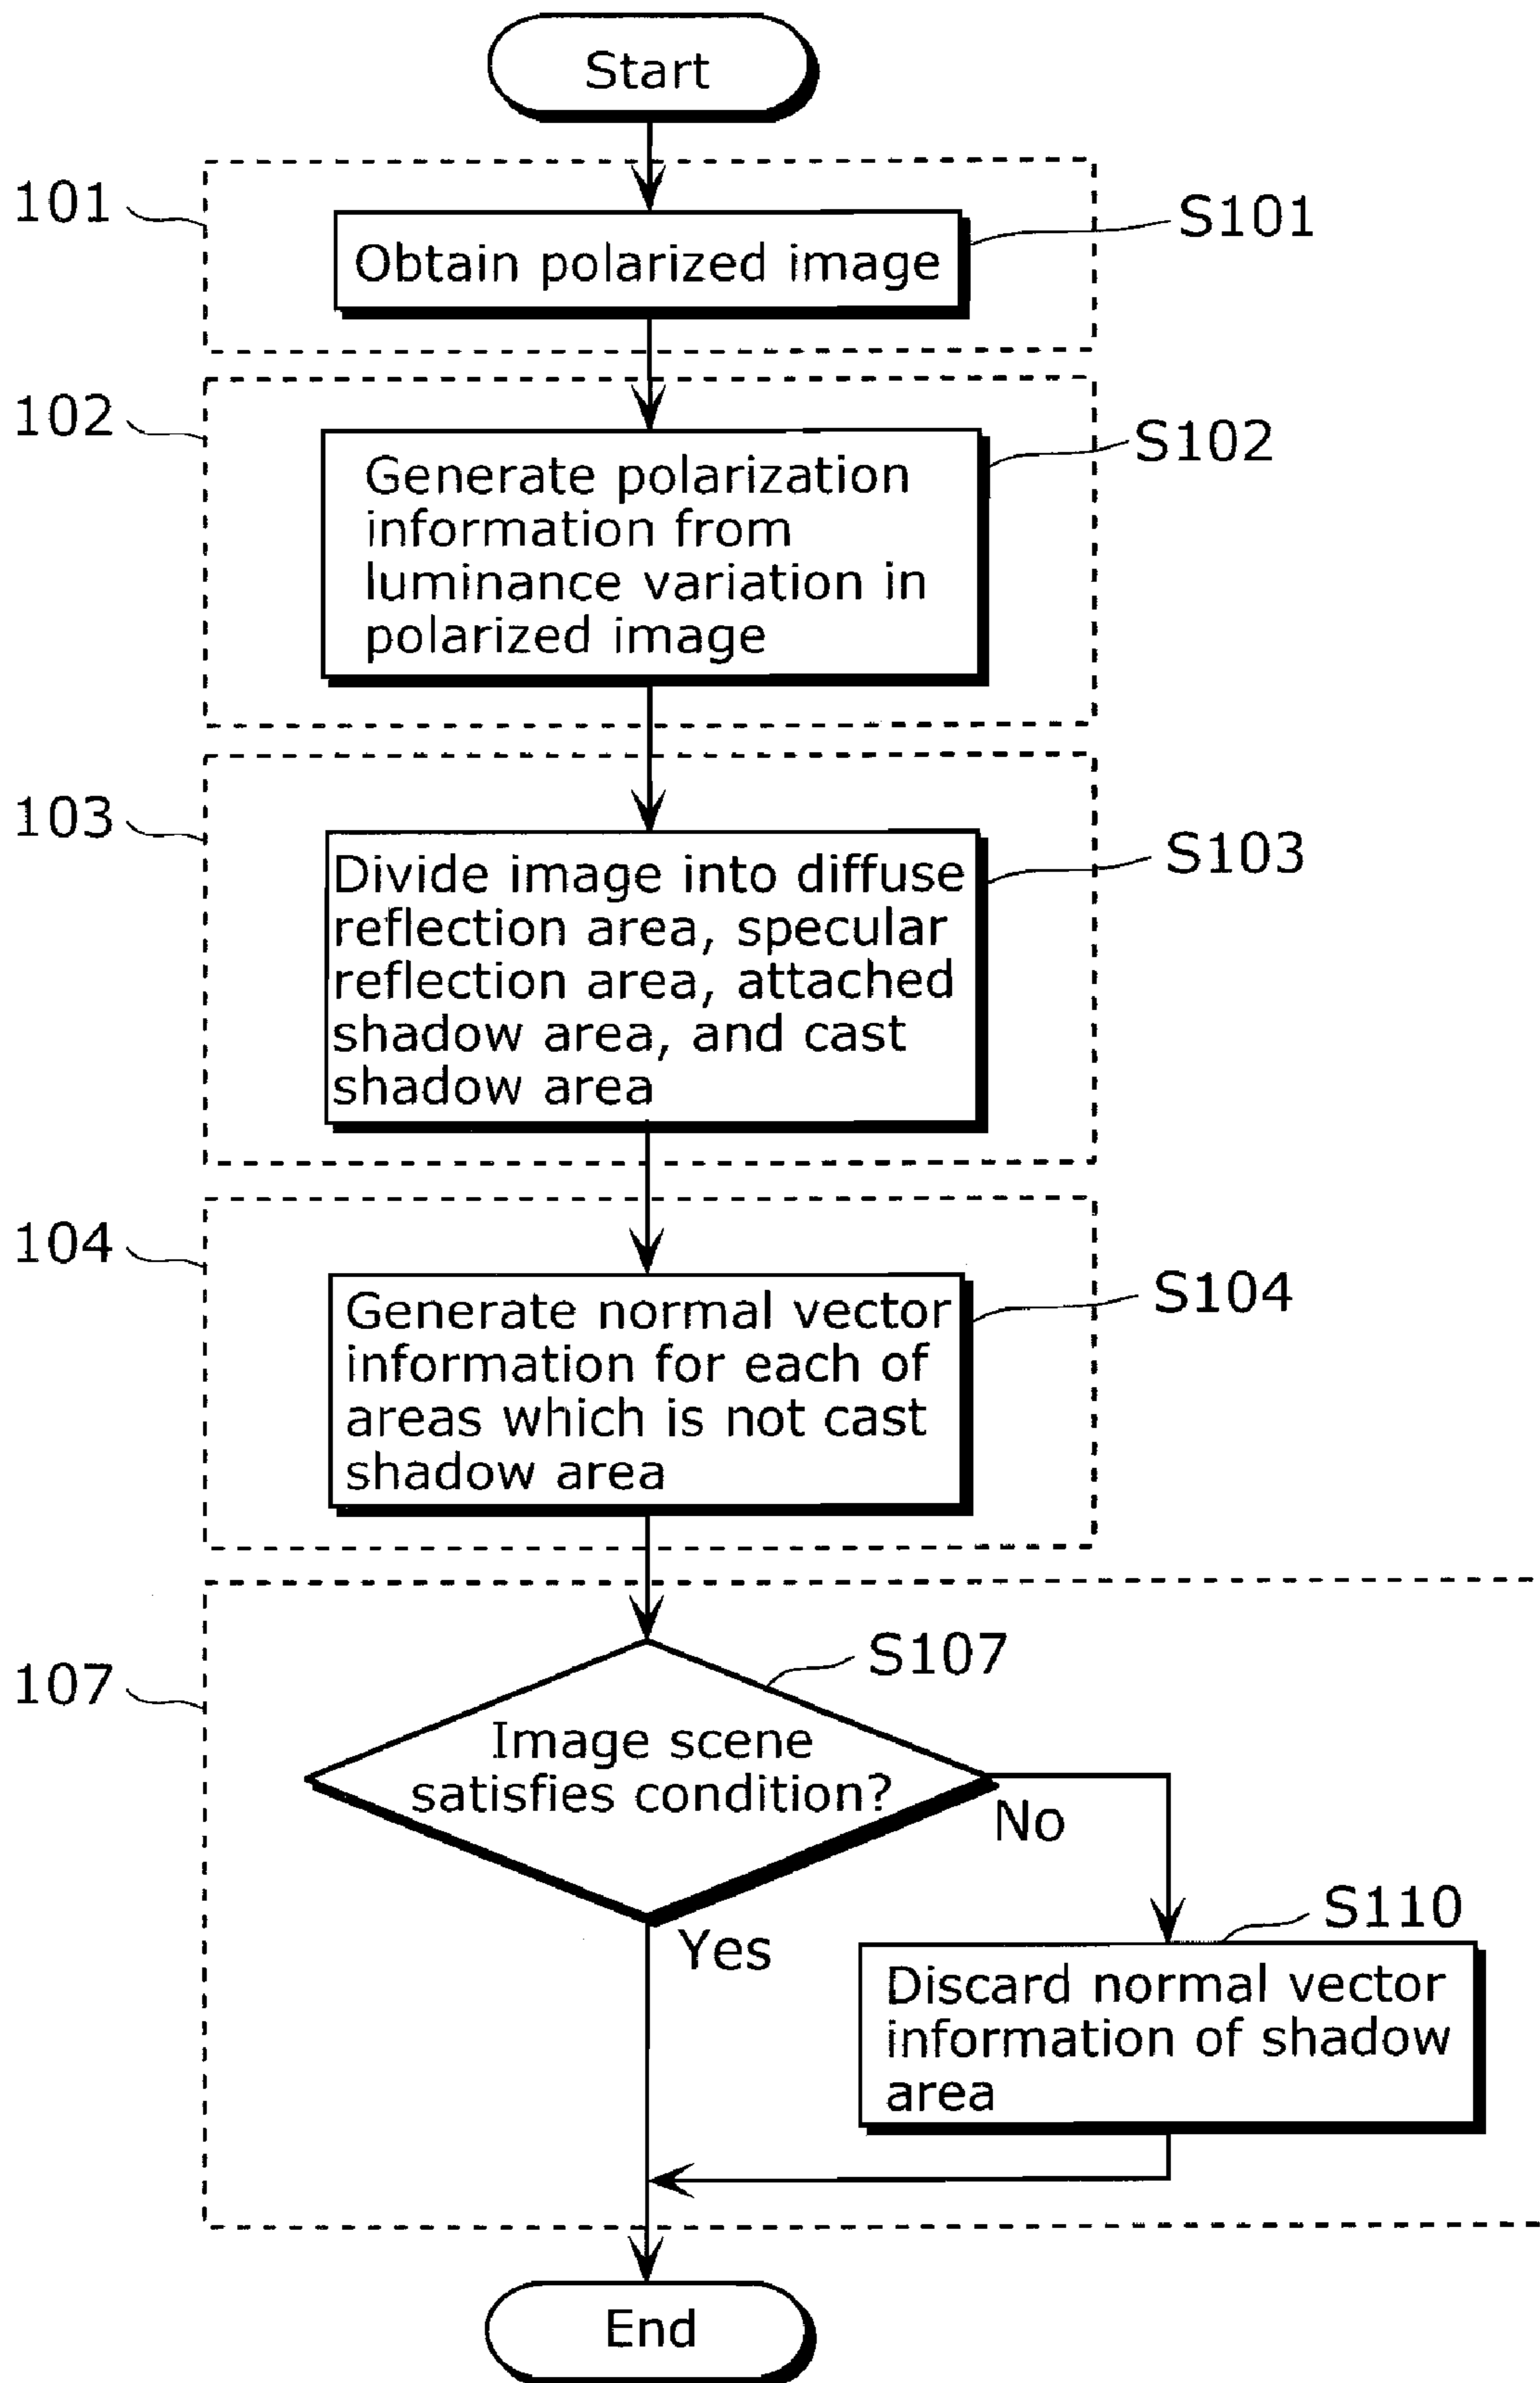 Start
101
S101
Obtain polarized image
102
S102
Generate polarization
information from
luminance variation in
polarized image
103
S103
Divide image into diffuse
reflection area, specular
reflection area, attached
shadow area, and cast
shadow area
104
S104
Generate normal vector
information for each of
areas which is not cast
shadow area
107
S107
Image scene
satisfies condition?
No
Yes
S110
Discard normal vector
information of shadow
area
End